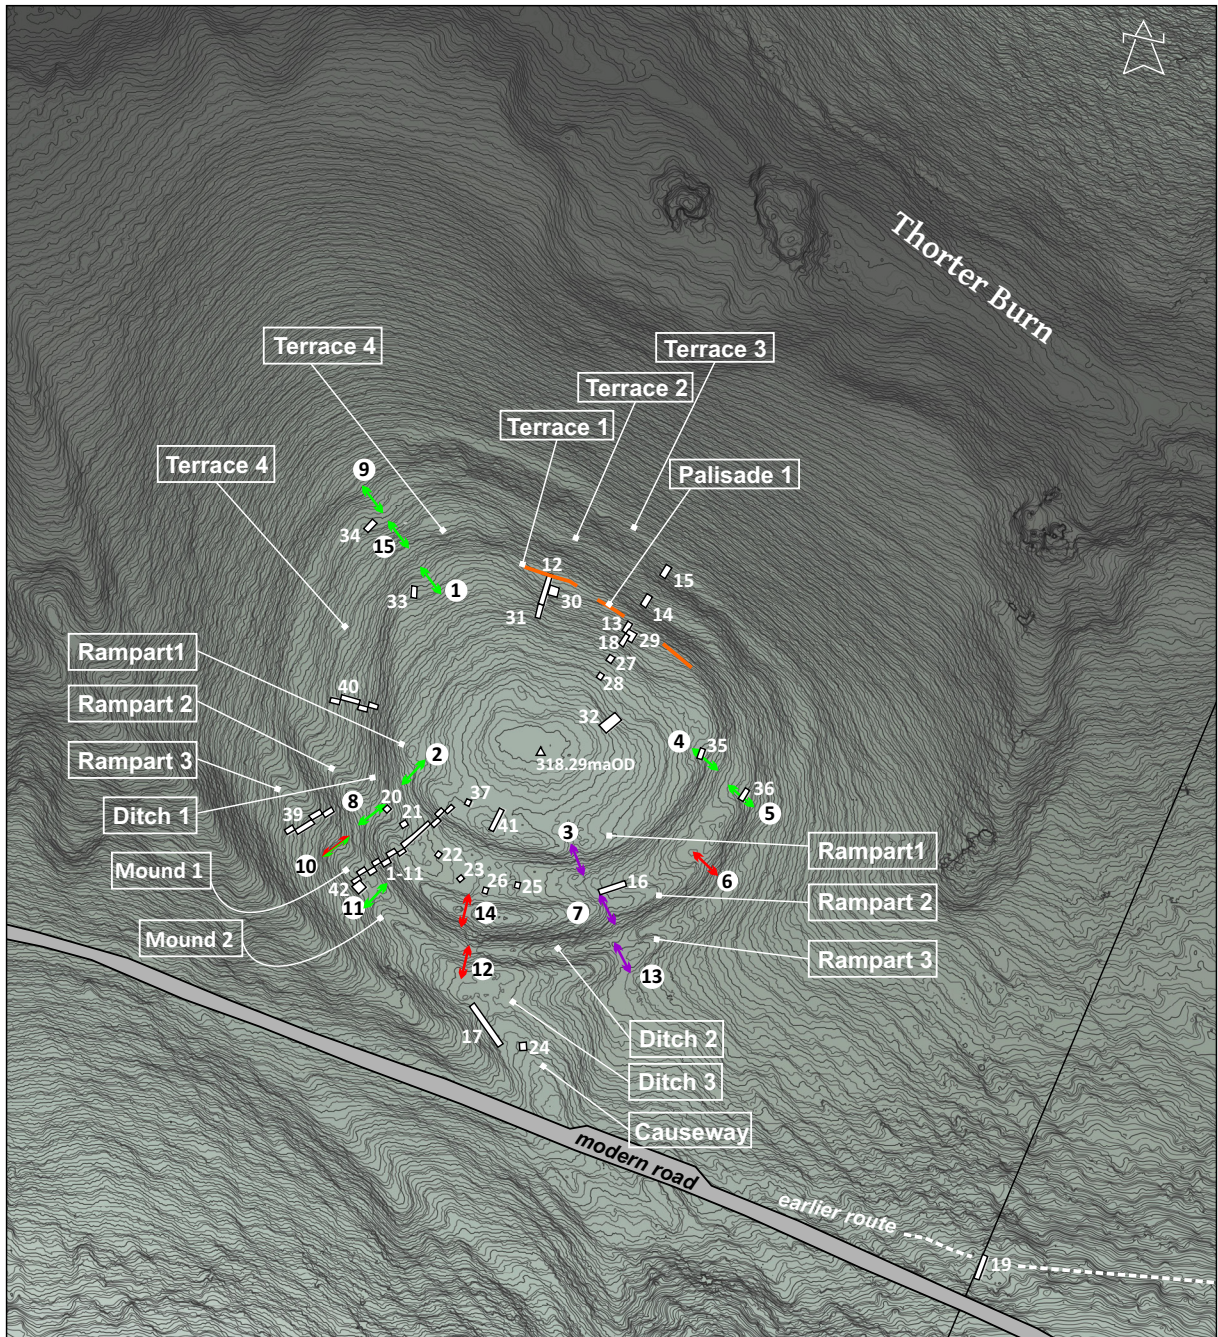 Thorter Burn
Terrace 4
Terrace 3
Terrace 2
Terrace 1
Terrace 4
Palisade 1
9
34
15
1
33
12
30
31
15
14
13
18
29
27
28
32
318.29maOD
Rampart1
Rampart 2
Rampart 3
Ditch 1
Mound 1
Mound 2
40
2
8
20
21
37
39
41
10
22
1-11
42
11
23
26
25
14
12
4
35
36
5
3
6
16
7
13
Rampart1
Rampart 2
Rampart 3
17
24
Ditch 2
Ditch 3
Causeway
modern road
earlier route
19